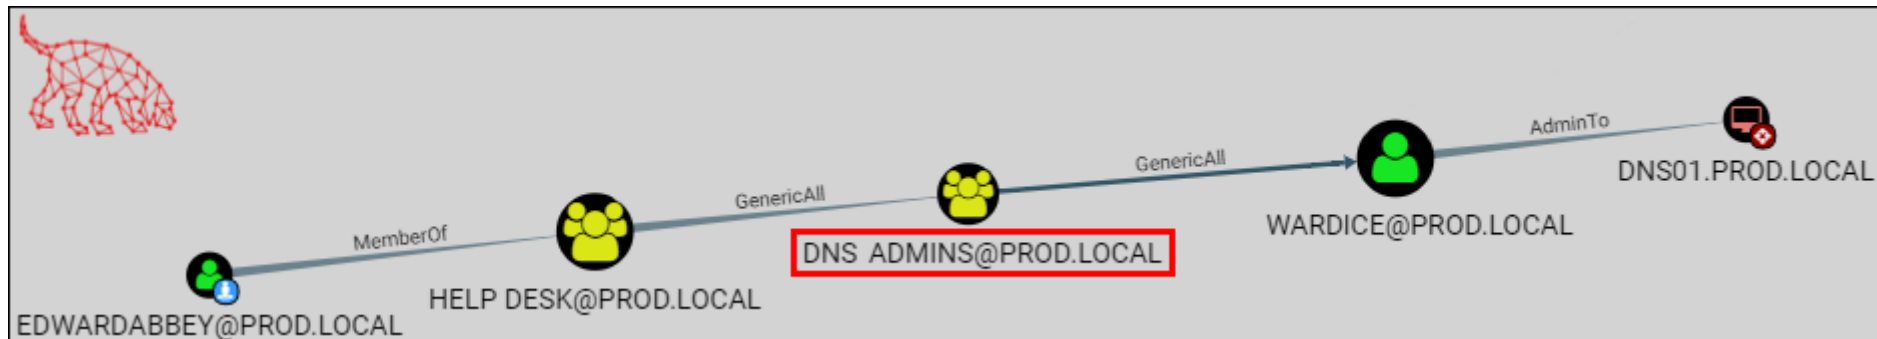 EDWARDABBEY@PROD.LOCAL
MemberOf
HELP DESK@PROD.LOCAL
GenericAll
DNS ADMINS@PROD.LOCAL
GenericAll
WARDICE@PROD.LOCAL
AdminTo
DNS01.PROD.LOCAL